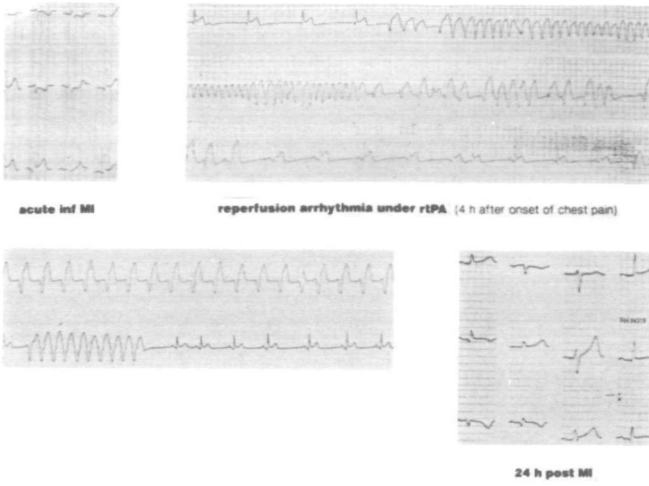 acute inf MI
reperfusion arrhythmia under rtPA (4 h after onset of chest pain)
24 h post MI